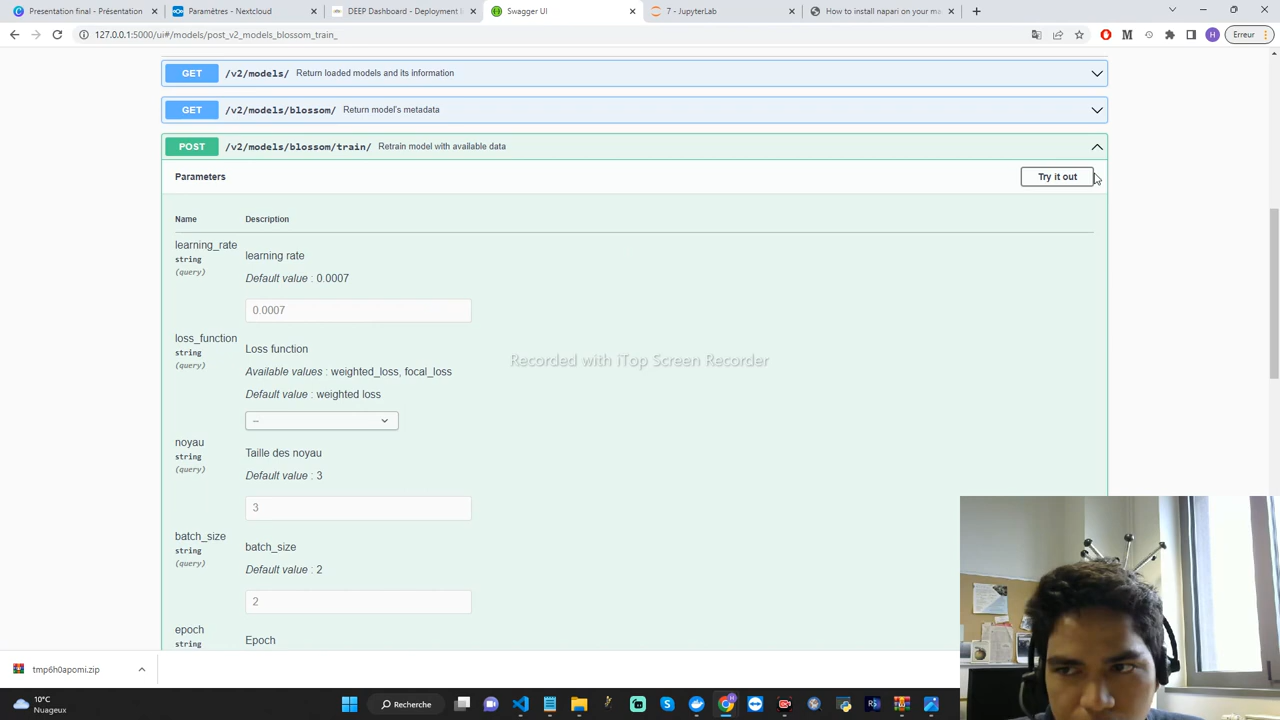 Presentation final - Présentation
Paramètres - Nextcloud
DEEP Dashboard - Deployment
Swagger UI
7 - JupyterLab
How to install napari on your ma
127.0.0.1:5000/ui#/models/post_v2_models_blossom_train_
Erreur
GET /v2/models/ Return loaded models and its information
GET /v2/models/blossom/ Return model's metadata
POST /v2/models/blossom/train/ Retrain model with available data
Parameters
Try it out
Name Description
learning_rate
string
(query)
learning rate
Default value : 0.0007
0.0007
loss_function
string
(query)
Loss function
Available values : weighted_loss, focal_loss
Default value : weighted loss
--
noyau
string
(query)
Taille des noyau
Default value : 3
3
batch_size
string
(query)
batch_size
Default value : 2
2
epoch
string
Epoch
Recorded with iTop Screen Recorder
tmp6h0apomi.zip
10°C
Nuageux
Recherche